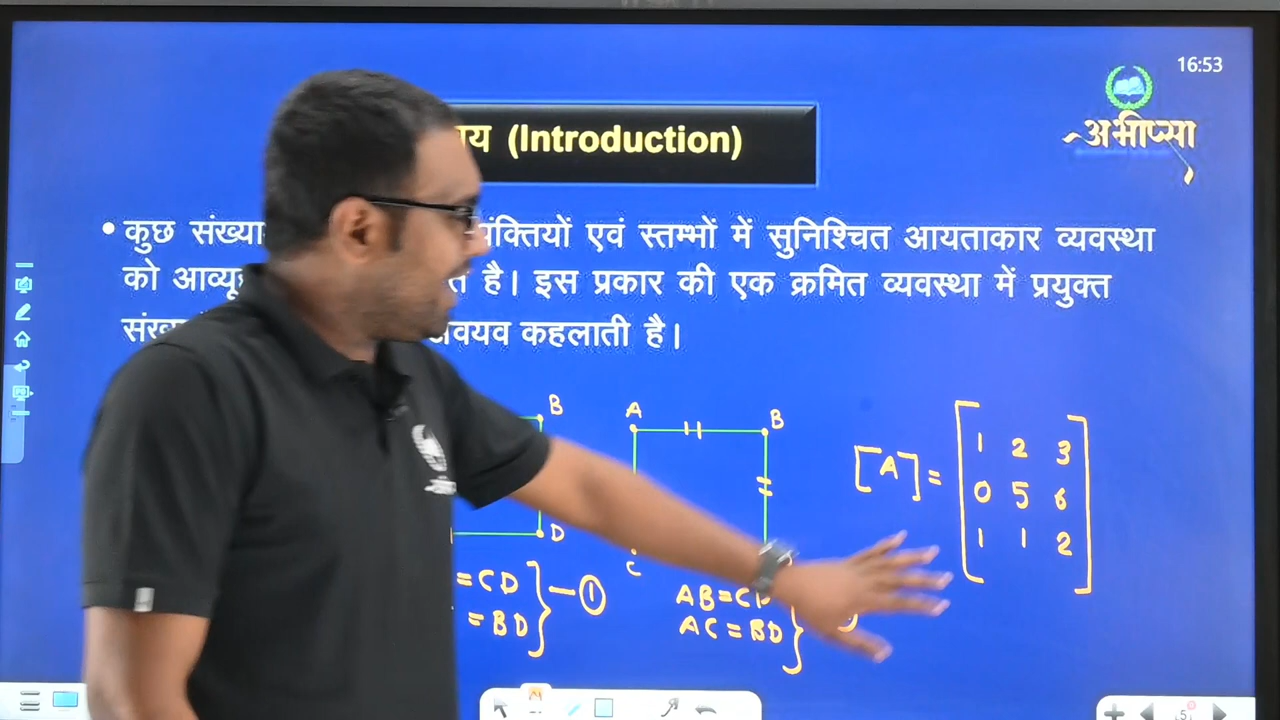 16:53
अभीप्सा
(Introduction)
• कुछ पंक्तियों एवं स्तम्भों में सुनिश्चित आयताकार व्यवस्था
को है। इस प्रकार की एक क्रमित व्यवस्था में प्रयुक्त
अवयव कहलाती है।
B
D
= CD
= BD } — ①
A B
C
AB = CD
AC = BD }
[A] = [1 2 3
0 5 6
1 1 2]
5